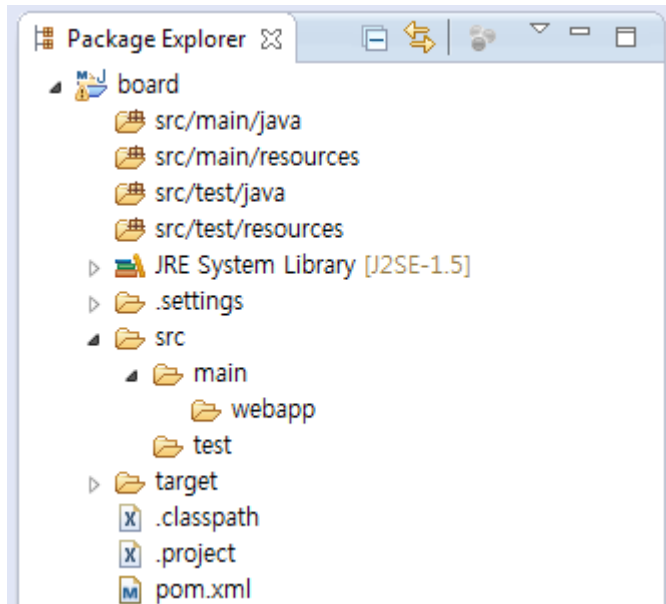 Package Explorer
board
src/main/java
src/main/resources
src/test/java
src/test/resources
JRE System Library [J2SE-1.5]
.settings
src
main
webapp
test
target
.classpath
.project
pom.xml